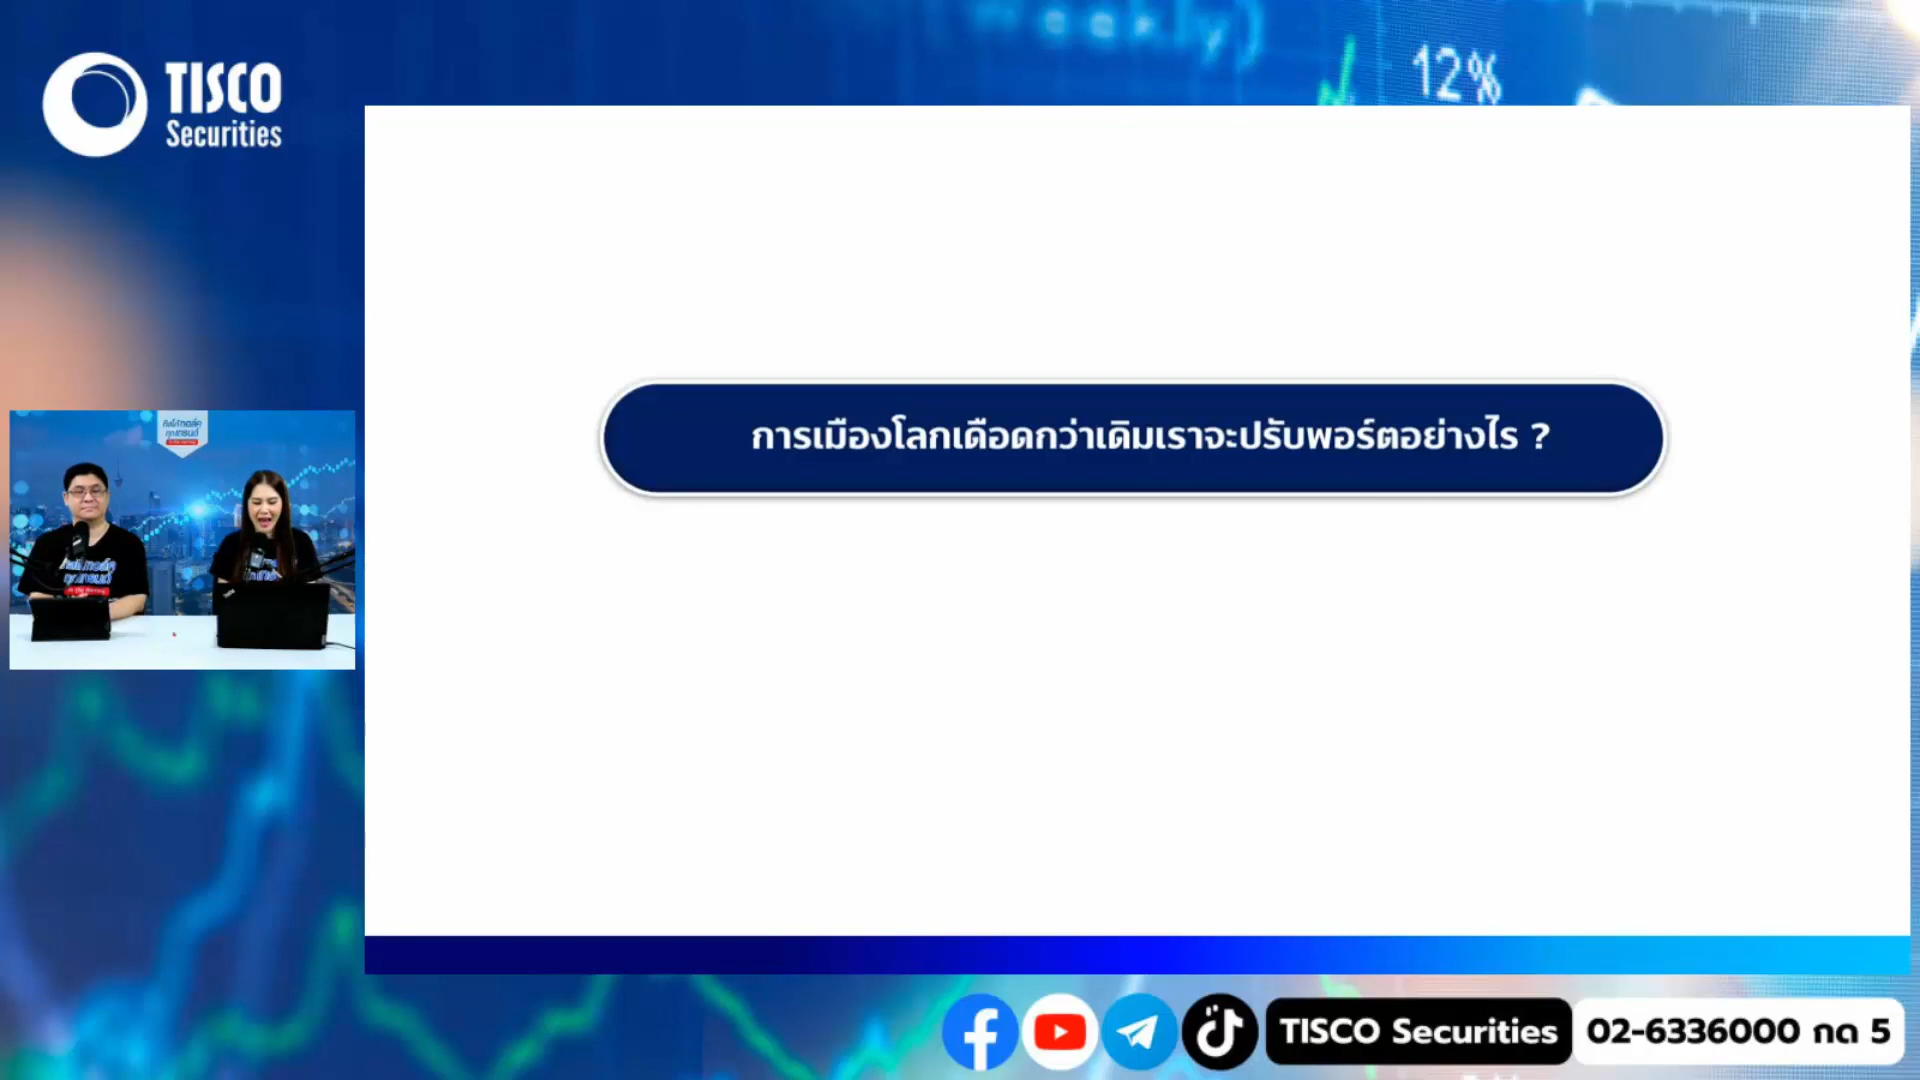 Weekly)
12%
TISCO
Securities
การเมืองโลกเดือดกว่าเดิมเราจะปรับพอร์ตอย่างไร ?
TISCO Securities
02-6336000 กด 5